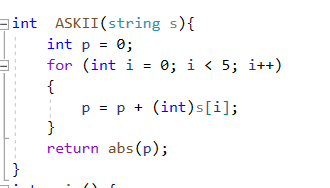 int  ASKII(string s){
    int p = 0;
    for (int i = 0; i < 5; i++)
    {
        p = p + (int)s[i];
    }
    return abs(p);
}